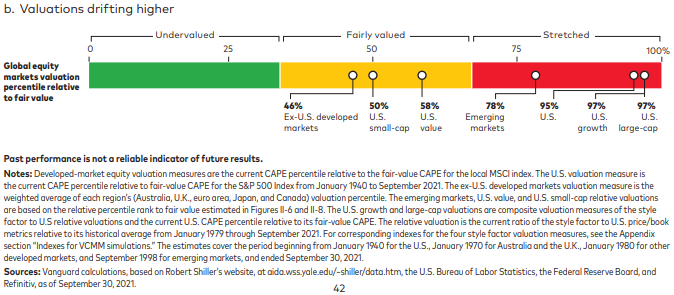 b. Valuations drifting higher
Undervalued Fairly valued Stretched
0 25 50 75 100%
Global equity
markets valuation
percentile relative
to fair value
46% 50% 58% 78% 95% 97% 97%
Ex-U.S. developed U.S. U.S. Emerging U.S. U.S. U.S.
markets small-cap value markets growth large-cap
Past performance is not a reliable indicator of future results.
Notes: Developed-market equity valuation measures are the current CAPE percentile relative to the fair-value CAPE for the local MSCI index. The U.S. valuation measure is
the current CAPE percentile relative to fair-value CAPE for the S&P 500 Index from January 1940 to September 2021. The ex-U.S. developed markets valuation measure is the
weighted average of each region's (Australia, U.K., euro area, Japan, and Canada) valuation percentile. The emerging markets, U.S. value, and U.S. small-cap relative valuations
are based on the relative percentile rank to fair value estimated in Figures II-6 and II-8. The U.S. growth and large-cap valuations are composite valuation measures of the style
factor to U.S relative valuations and the current U.S. CAPE percentile relative to its fair-value CAPE. The relative valuation is the current ratio of the style factor to U.S. price/book
metrics relative to its historical average from January 1979 through September 2021. For corresponding indexes for the four style factor valuation measures, see the Appendix
section "Indexes for VCMM simulations." The estimates cover the period beginning from January 1940 for the U.S., January 1970 for Australia and the U.K., January 1980 for other
developed markets, and September 1998 for emerging markets, and ended September 30, 2021.
Sources: Vanguard calculations, based on Robert Shiller's website, at aida.wss.yale.edu/~shiller/data.htm, the U.S. Bureau of Labor Statistics, the Federal Reserve Board, and
Refinitiv, as of September 30, 2021.
42